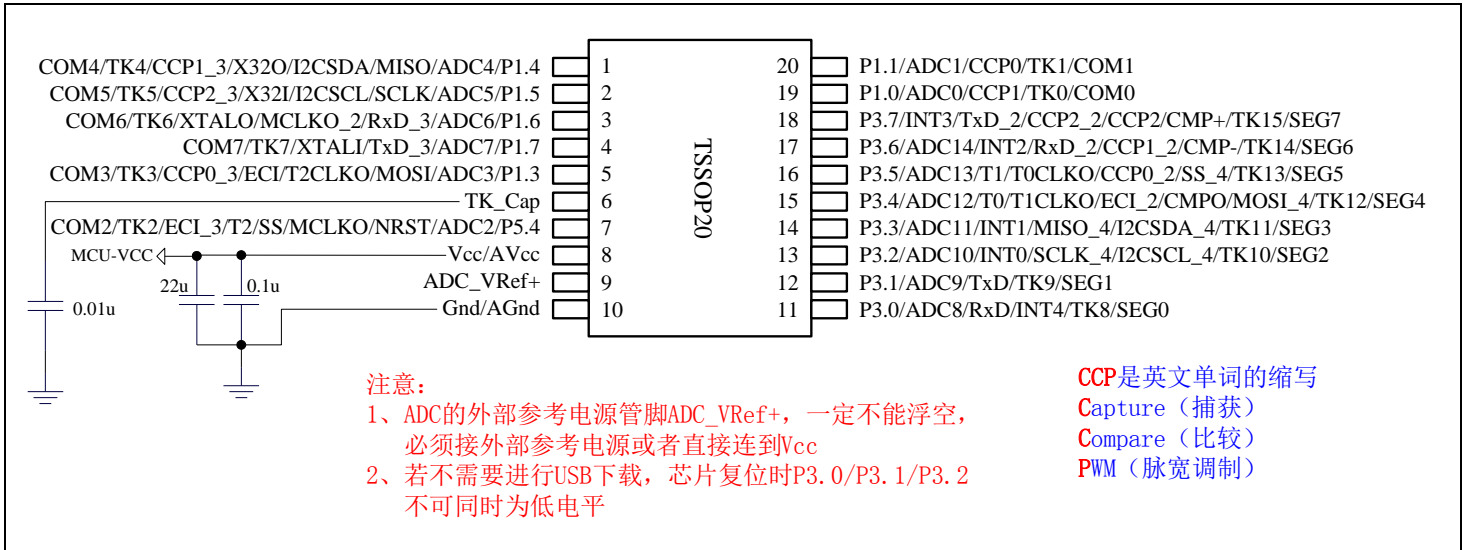 COM4/TK4/CCP1_3/X32O/I2CSDA/MISO/ADC4/P1.4 1 20 P1.1/ADC1/CCP0/TK1/COM1
COM5/TK5/CCP2_3/X32I/I2CSCL/SCLK/ADC5/P1.5 2 19 P1.0/ADC0/CCP1/TK0/COM0
COM6/TK6/XTALO/MCLKO_2/RxD_3/ADC6/P1.6 3 18 P3.7/INT3/TxD_2/CCP2_2/CCP2/CMP+/TK15/SEG7
COM7/TK7/XTALI/TxD_3/ADC7/P1.7 4 17 P3.6/ADC14/INT2/RxD_2/CCP1_2/CMP-/TK14/SEG6
COM3/TK3/CCP0_3/ECI/T2CLKO/MOSI/ADC3/P1.3 5 16 P3.5/ADC13/T1/T0CLKO/CCP0_2/SS_4/TK13/SEG5
TK_Cap 6 15 P3.4/ADC12/T0/T1CLKO/ECI_2/CMPO/MOSI_4/TK12/SEG4
COM2/TK2/ECI_3/T2/SS/MCLKO/NRST/ADC2/P5.4 7 14 P3.3/ADC11/INT1/MISO_4/I2CSDA_4/TK11/SEG3
MCU-VCC Vcc/AVcc 8 13 P3.2/ADC10/INT0/SCLK_4/I2CSCL_4/TK10/SEG2
ADC_VRef+ 9 12 P3.1/ADC9/TxD/TK9/SEG1
Gnd/AGnd 10 11 P3.0/ADC8/RxD/INT4/TK8/SEG0
TSSOP20
22u 0.1u
0.01u
注意：
1、ADC的外部参考电源管脚ADC_VRef+，一定不能浮空，
必须接外部参考电源或者直接连到Vcc
2、若不需要进行USB下载，芯片复位时P3.0/P3.1/P3.2
不可同时为低电平
CCP是英文单词的缩写
Capture（捕获）
Compare（比较）
PWM（脉宽调制）